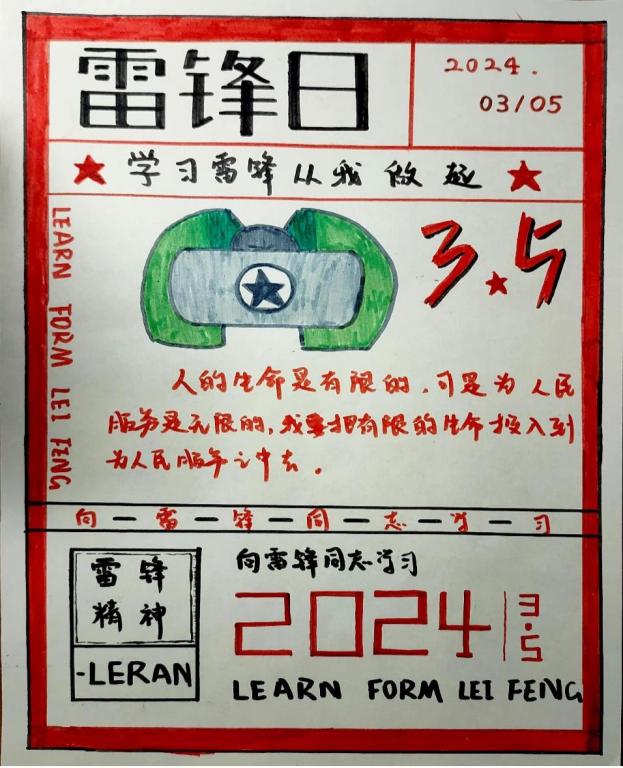 雷锋日
2024.
03/05
学习雷锋从我做起
LEARN FORM LEI FENG
3.5
人的生命是有限的,可是为人民
服务是无限的,我要把有限的生命投入到
为人民服务之中去。
向一雷一锋一同一志一学一习
雷锋
精神
-LERAN
向雷锋同志学习
2024 3.5
LEARN FORM LEI FENG